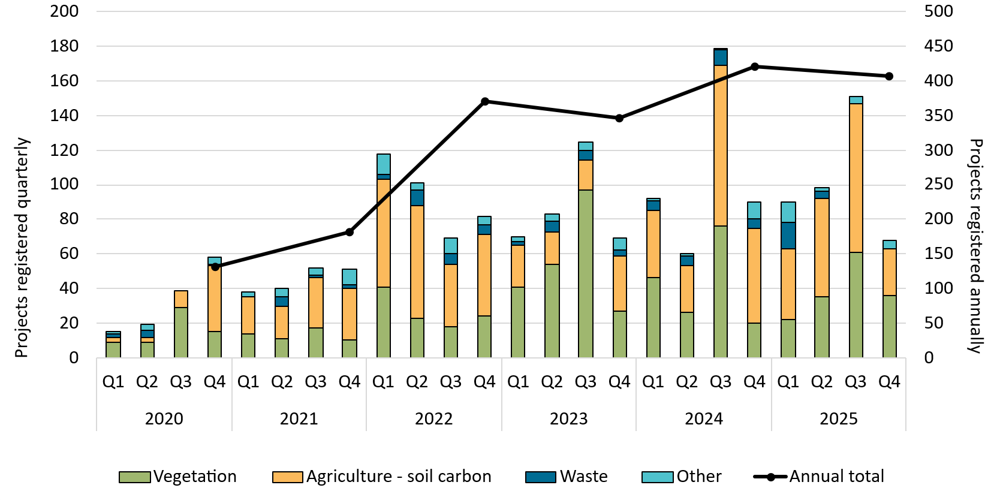 200 500
180 450
160 400
140 350
120 300
100 250
80 200
60 150
40 100
20 50
0 0
Projects registered quarterly
Projects registered annually
Q1 Q2 Q3 Q4 Q1 Q2 Q3 Q4 Q1 Q2 Q3 Q4 Q1 Q2 Q3 Q4 Q1 Q2 Q3 Q4 Q1 Q2 Q3 Q4
2020 2021 2022 2023 2024 2025
Vegetation Agriculture - soil carbon Waste Other Annual total